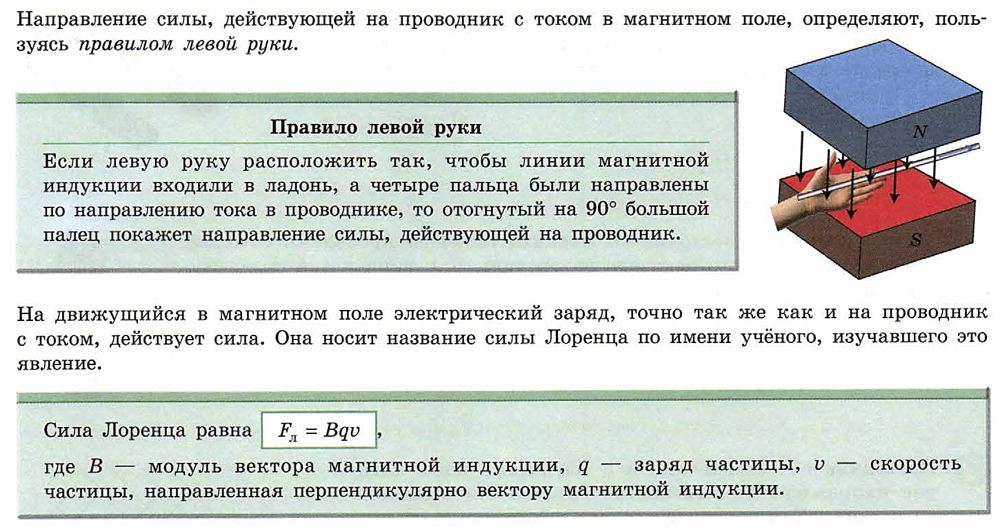 Направление силы, действующей на проводник с током в магнитном поле, определяют, поль-
зуясь правилом левой руки.
Правило левой руки
Если левую руку расположить так, чтобы линии магнитной
индукции входили в ладонь, а четыре пальца были направлены
по направлению тока в проводнике, то отогнутый на 90° большой
палец покажет направление силы, действующей на проводник.
N
S
На движущийся в магнитном поле электрический заряд, точно так же как и на проводник
с током, действует сила. Она носит название силы Лоренца по имени учёного, изучавшего это
явление.
Сила Лоренца равна Fл = Bqv,
где B — модуль вектора магнитной индукции, q — заряд частицы, v — скорость
частицы, направленная перпендикулярно вектору магнитной индукции.